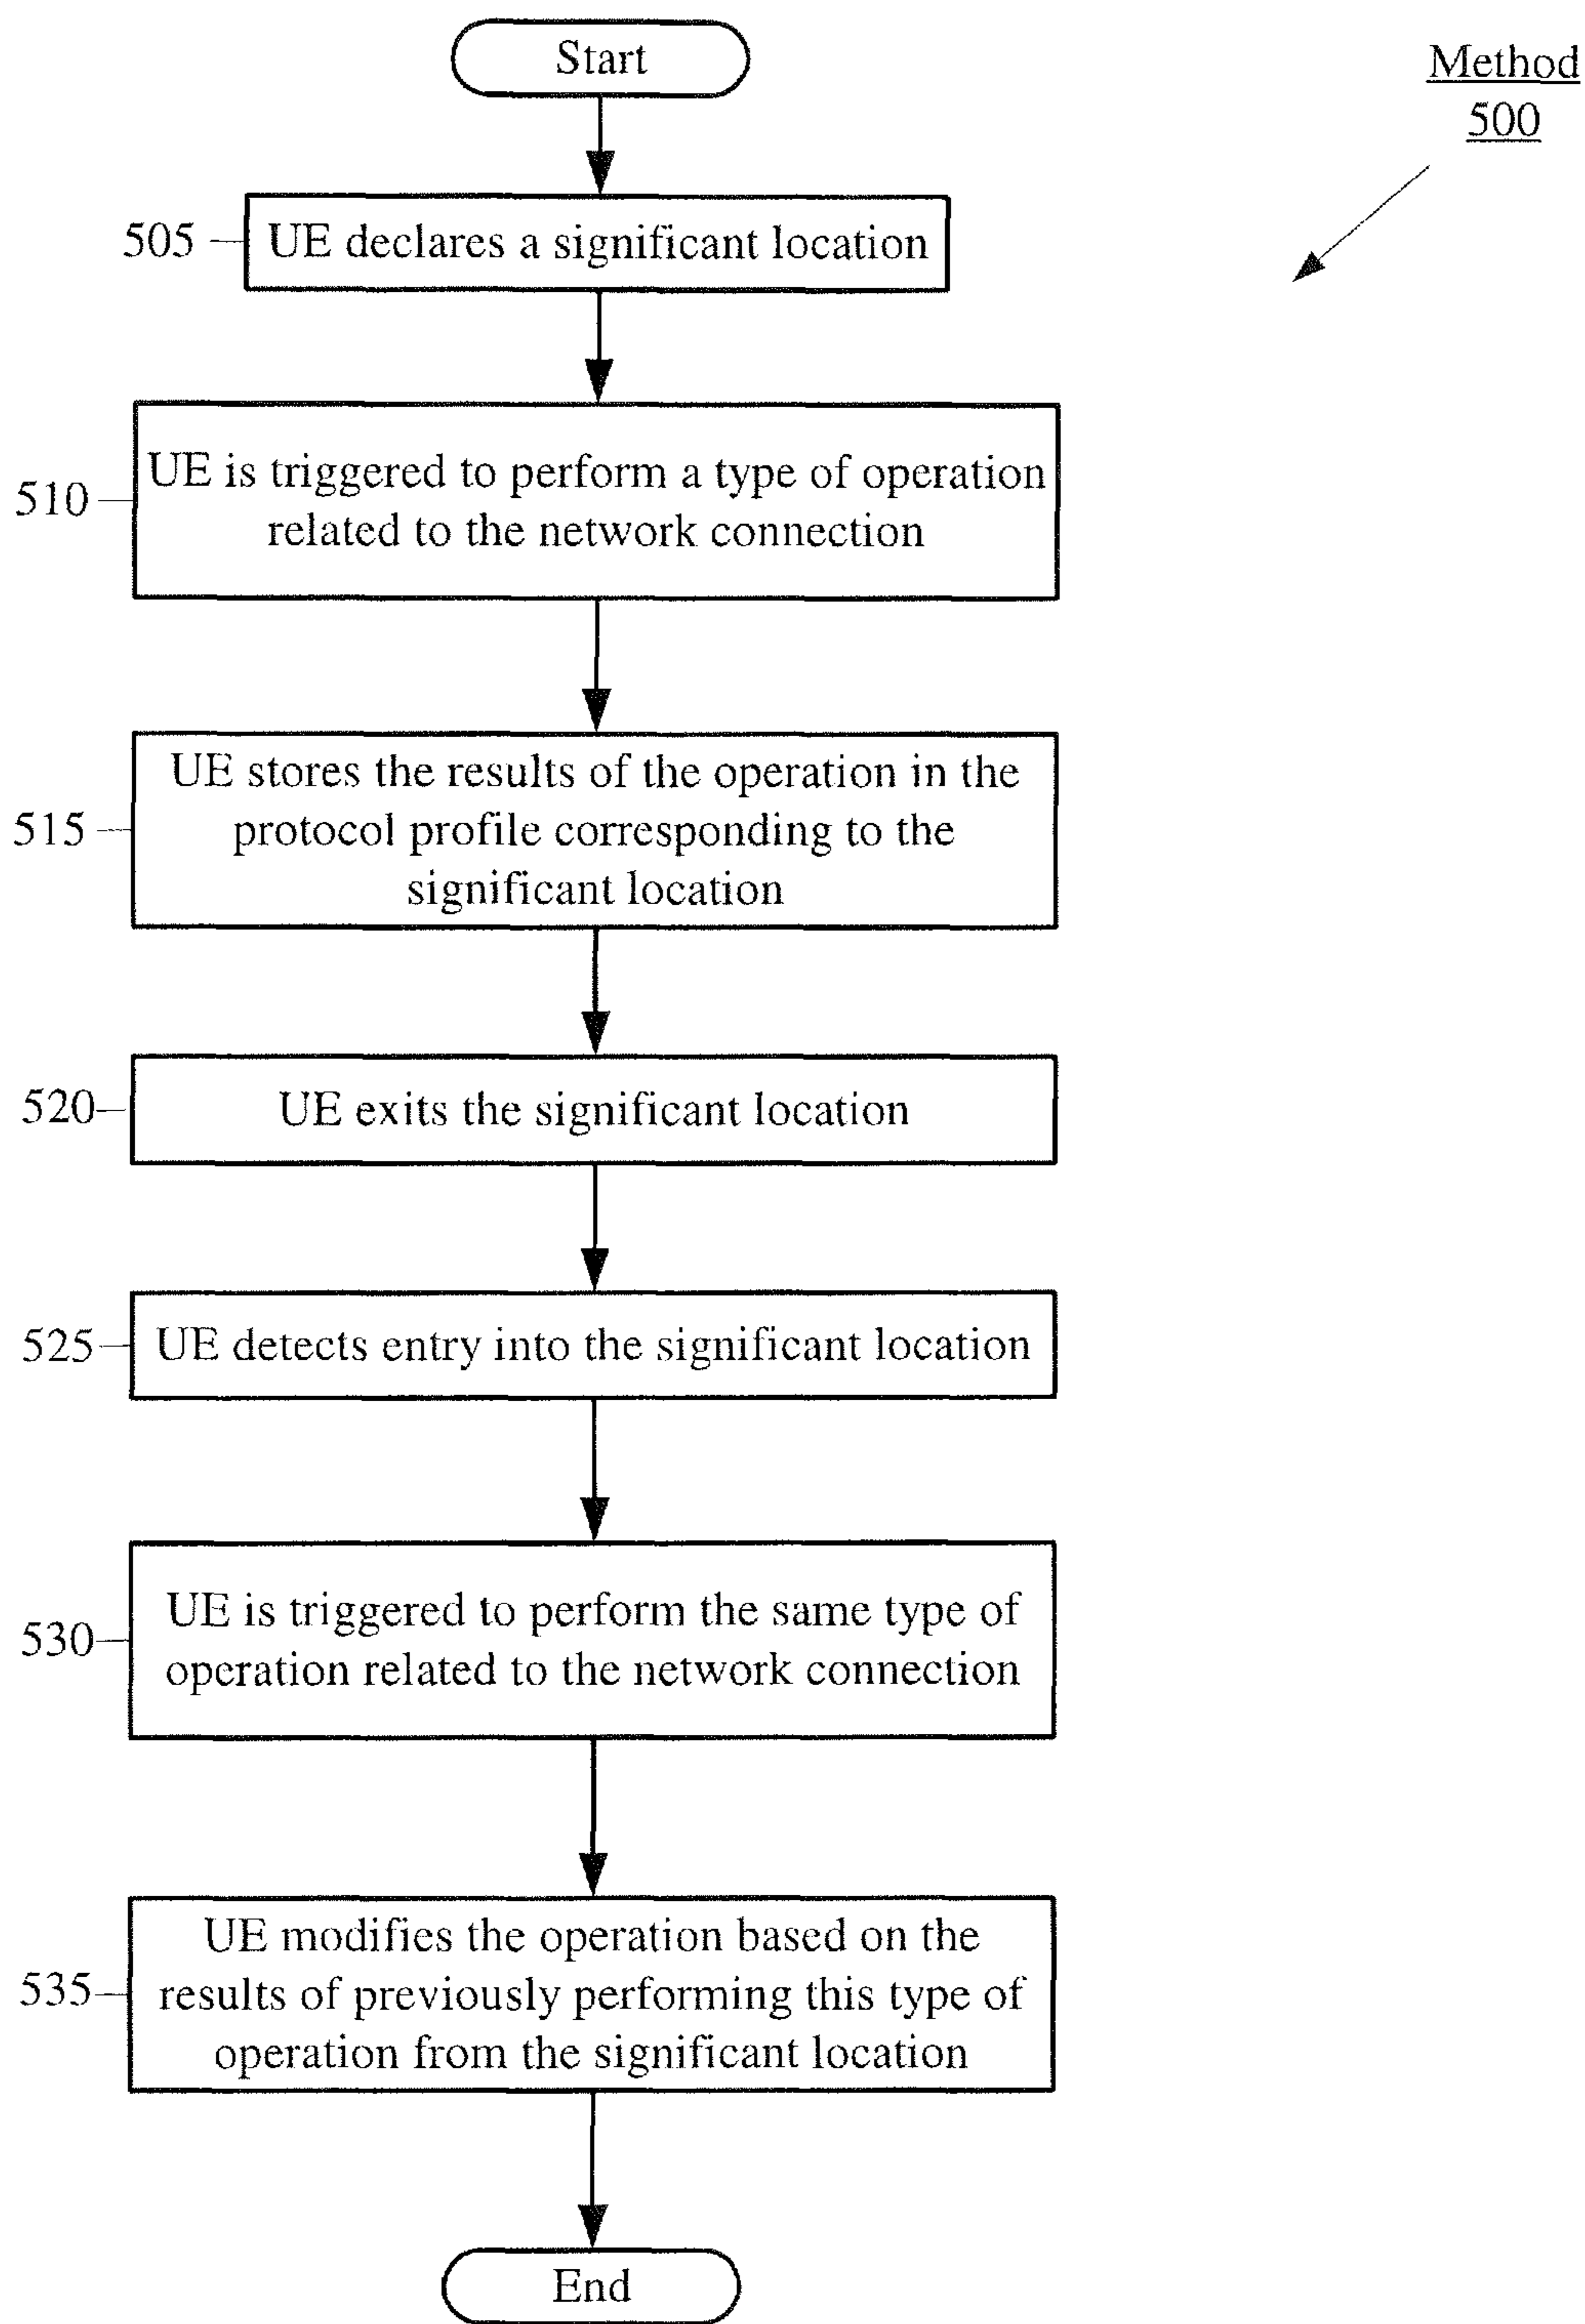 Start
Method
500
505
UE declares a significant location
510
UE is triggered to perform a type of operation
related to the network connection
515
UE stores the results of the operation in the
protocol profile corresponding to the
significant location
520
UE exits the significant location
525
UE detects entry into the significant location
530
UE is triggered to perform the same type of
operation related to the network connection
535
UE modifies the operation based on the
results of previously performing this type of
operation from the significant location
End